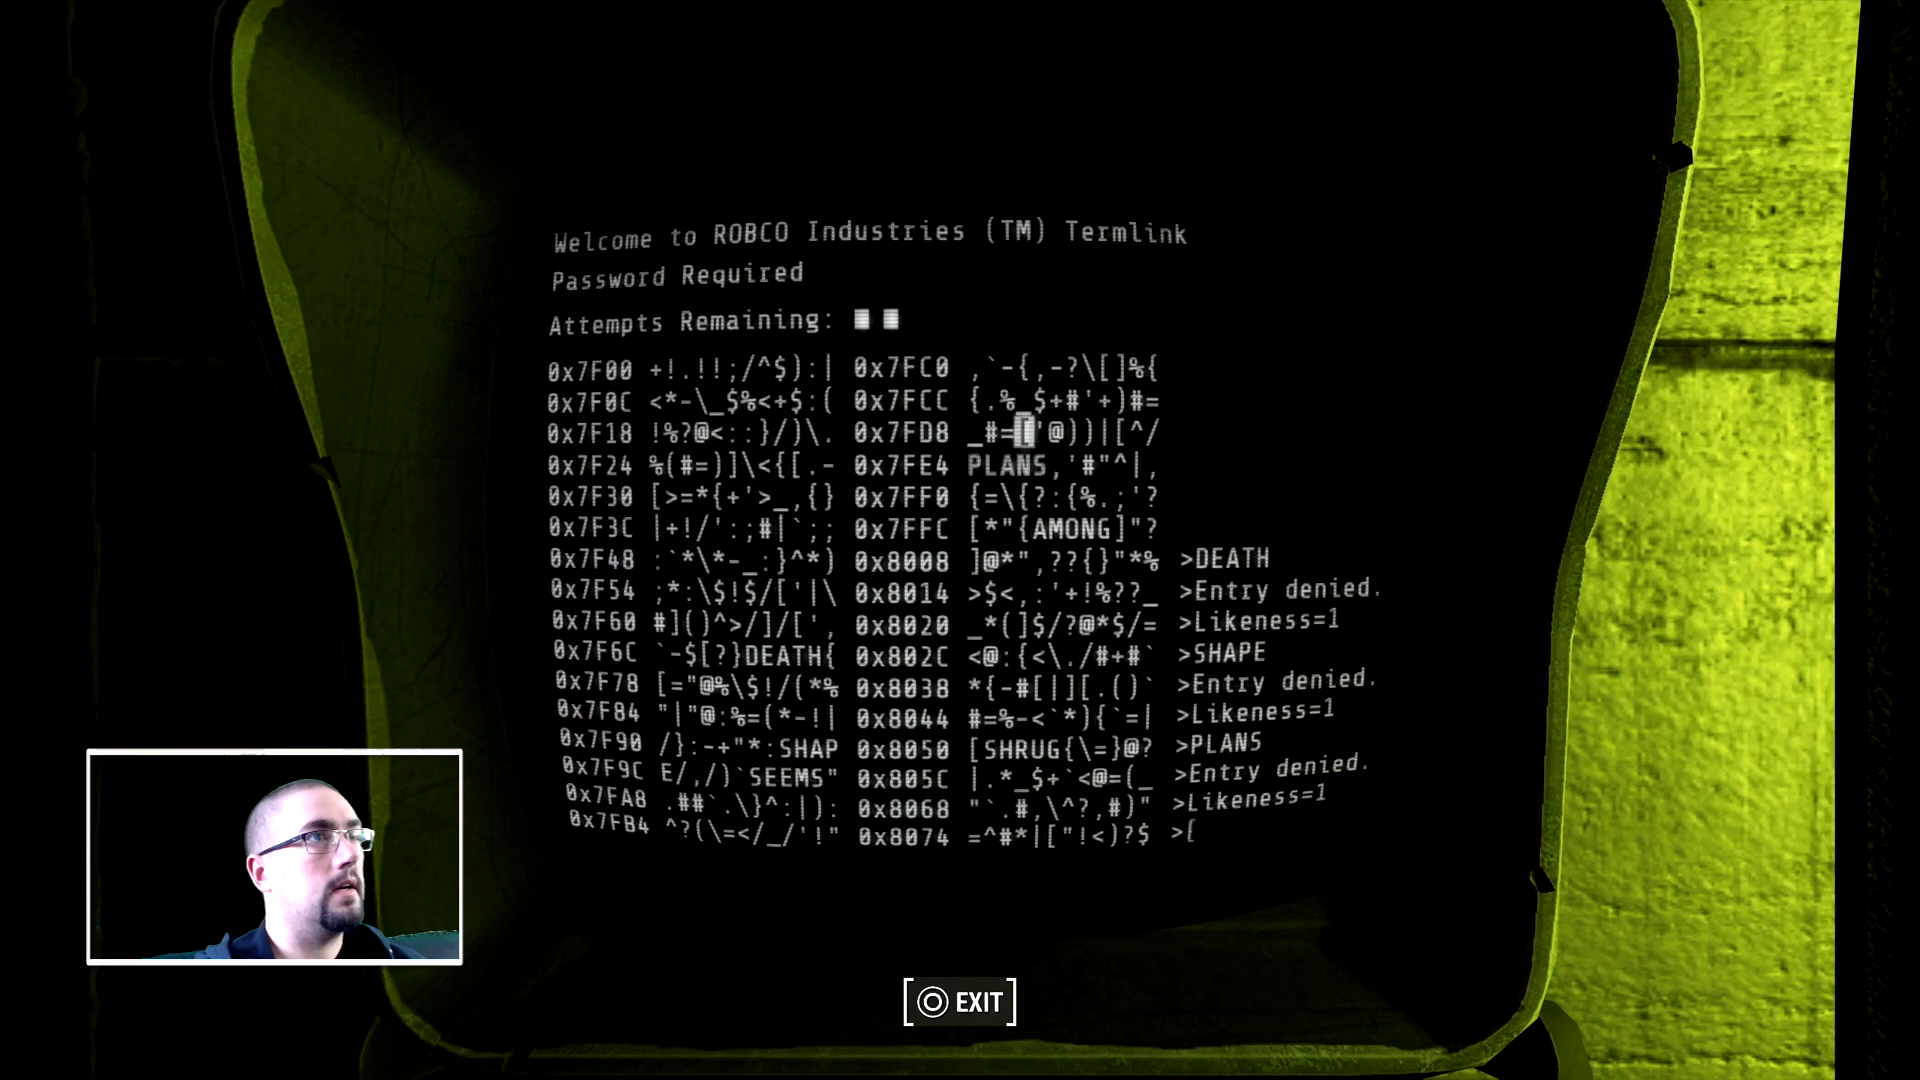 Welcome to ROBCO Industries (TM) Termlink
Password Required
Attempts Remaining:
0x7F00 +!.!!;/^$):| 0x7FC0 ,`-{,-?\[]%{
0x7F0C <*-\_$%<+$:( 0x7FCC {.%_$+#'+)#=
0x7F18 !%?@<::}/)\. 0x7FD8 _#=['@))|[^/
0x7F24 %(#=)]\<{[.- 0x7FE4 PLANS,'#"^|,
0x7F30 [>=*{+'>_,{} 0x7FF0 {=\{?:{%.;'?
0x7F3C |+!/':;#|`;; 0x7FFC [*"{AMONG]"?
0x7F48 :`*\*-_:}^*) 0x8008 ]@*",??{}"*% >DEATH
0x7F54 ;*:\$!$/['|\ 0x8014 >$<,:'+!%??_ >Entry denied.
0x7F60 #]()^>/]/[', 0x8020 _*(]$/?@*$/= >Likeness=1
0x7F6C `-$[?}DEATH{ 0x802C <@:{<\./#+#` >SHAPE
0x7F78 [="@%\$!/(*% 0x8038 *{-#[|][.()` >Entry denied.
0x7F84 "|"@:%=(*-!| 0x8044 #=%-<`*){`=| >Likeness=1
0x7F90 /}:-+"*:SHAP 0x8050 [SHRUG{\=}@? >PLANS
0x7F9C E/,/)`SEEMS" 0x805C |.*_$+`<@=(_ >Entry denied.
0x7FA8 .##`.\}^:|): 0x8068 "`.#,\^?,#)" >Likeness=1
0x7FB4 ^?(\=</_/'!" 0x8074 =^#*|["!<)?$ >[
EXIT